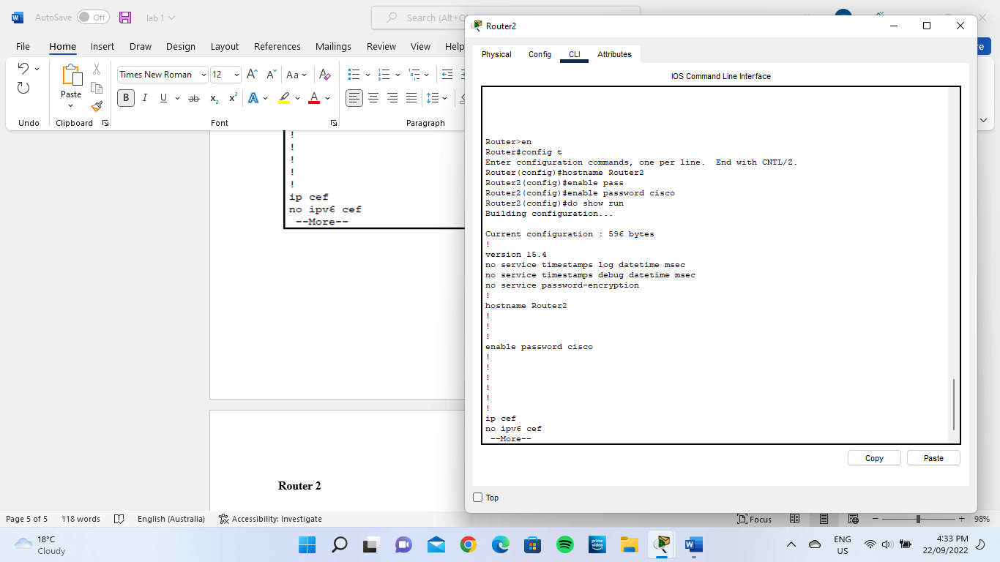 AutoSave
Off
lab 1
Search (Alt+Q
File
Home
Insert
Draw
Design
Layout
References
Mailings
Review
View
Help
re
Times New Roman
12
Aa
Paste
B
I
U
ab
x2
x2
A
A
Undo
Clipboard
Font
Paragraph
!
!
!
!
!
ip cef
no ipv6 cef
--More--
Router 2
Router2
Physical
Config
CLI
Attributes
IOS Command Line Interface
Router>en
Router#config t
Enter configuration commands, one per line.  End with CNTL/Z.
Router(config)#hostname Router2
Router2(config)#enable pass
Router2(config)#enable password cisco
Router2(config)#do show run
Building configuration...
Current configuration : 596 bytes
!
version 15.4
no service timestamps log datetime msec
no service timestamps debug datetime msec
no service password-encryption
!
hostname Router2
!
!
!
enable password cisco
!
!
!
!
!
!
ip cef
no ipv6 cef
--More--
Copy
Paste
Top
Page 5 of 5
118 words
English (Australia)
Accessibility: Investigate
Focus
98%
18°C
Cloudy
prime video
ENG
US
4:33 PM
22/09/2022